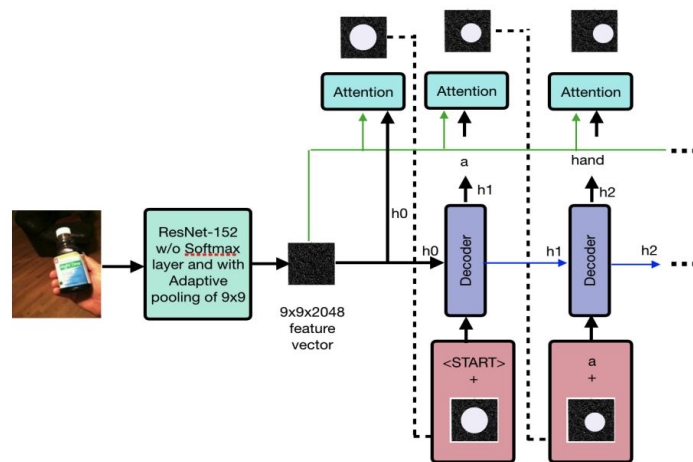 Attention
Attention
Attention
a
hand
h0
h1
h2
ResNet-152
w/o Softmax
layer and with
Adaptive
pooling of 9x9
h0
Decoder
h1
Decoder
h2
9x9x2048
feature
vector
<START>
+
a
+